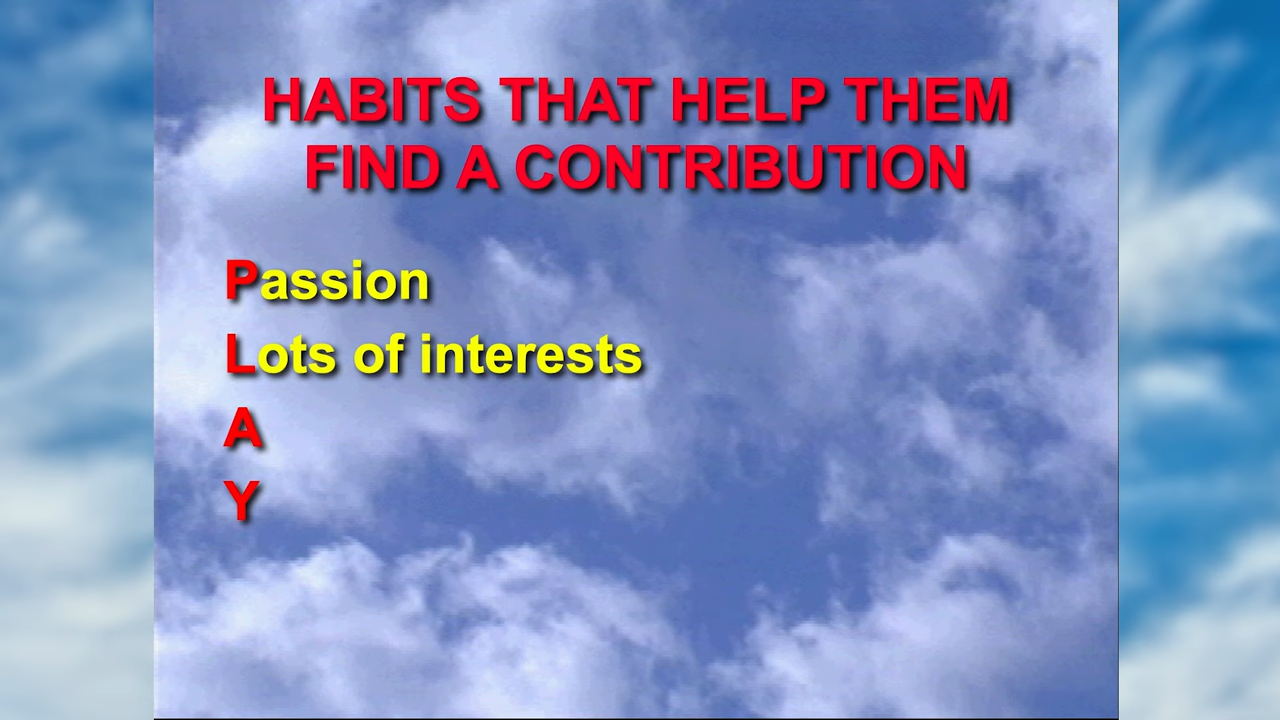 HABITS THAT HELP THEM
FIND A CONTRIBUTION
Passion
Lots of interests
A
Y